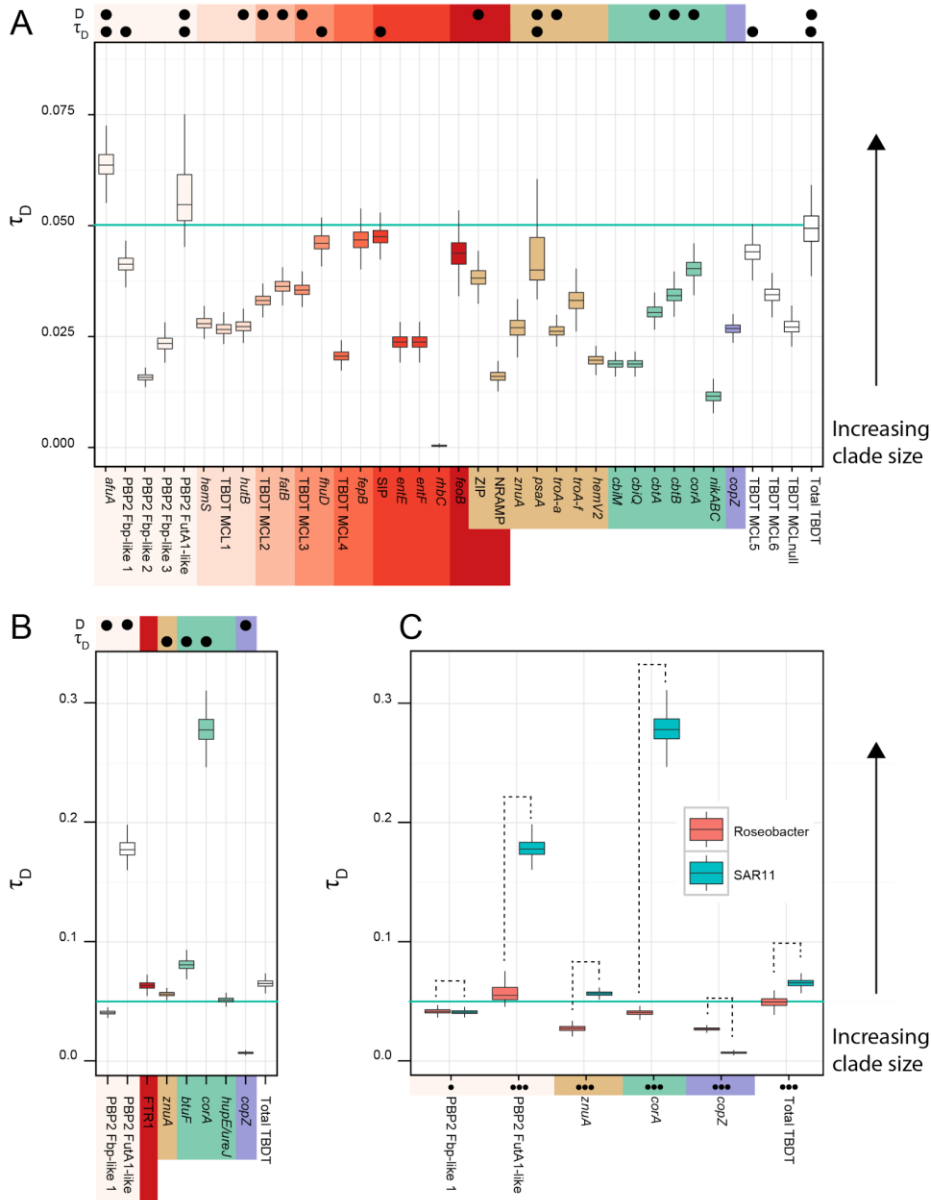 A
D
τD
0.075
0.050
0.025
0.000
τD
Increasing
clade size
afuA
PBP2 Fbp-like 1
PBP2 Fbp-like 2
PBP2 Fbp-like 3
PBP2 FutA1-like
hemS
TBDT MCL1
hutB
TBDT MCL2
fatB
TBDT MCL3
fhuD
TBDT MCL4
fepB
SIP
entE
entF
rhbC
feoB
ZIP
NRAMP
znuA
psaA
troA-a
troA-f
hemV2
cbiM
cbiQ
cbtA
cbtB
corA
nikABC
copZ
TBDT MCL5
TBDT MCL6
TBDT MCLnull
Total TBDT
B
D
τD
0.3
0.2
0.1
0.0
τD
PBP2 Fbp-like 1
PBP2 FutA1-like
FTR1
znuA
btuF
corA
hupE/ureJ
copZ
Total TBDT
C
0.3
0.2
0.1
0.0
τD
Roseobacter
SAR11
Increasing
clade size
PBP2 Fbp-like 1
PBP2 FutA1-like
znuA
corA
copZ
Total TBDT